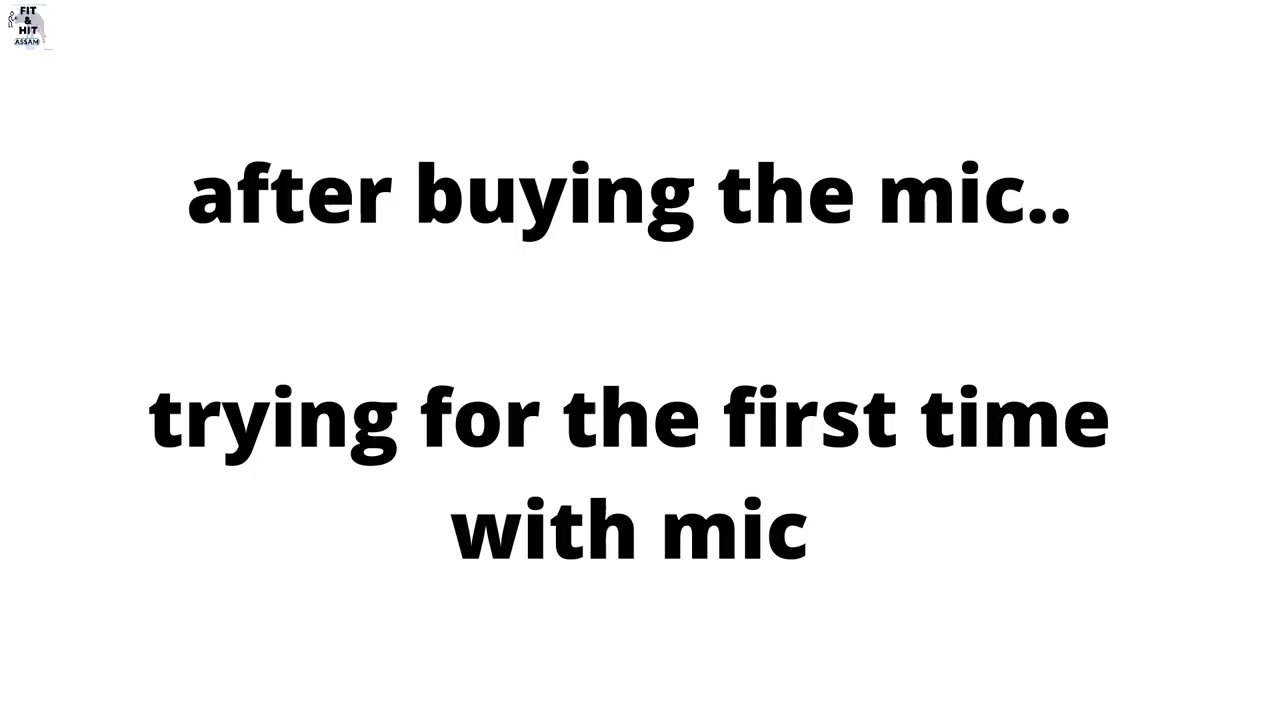 FIT
&
HIT
ASSAM
after buying the mic..
trying for the first time
with mic